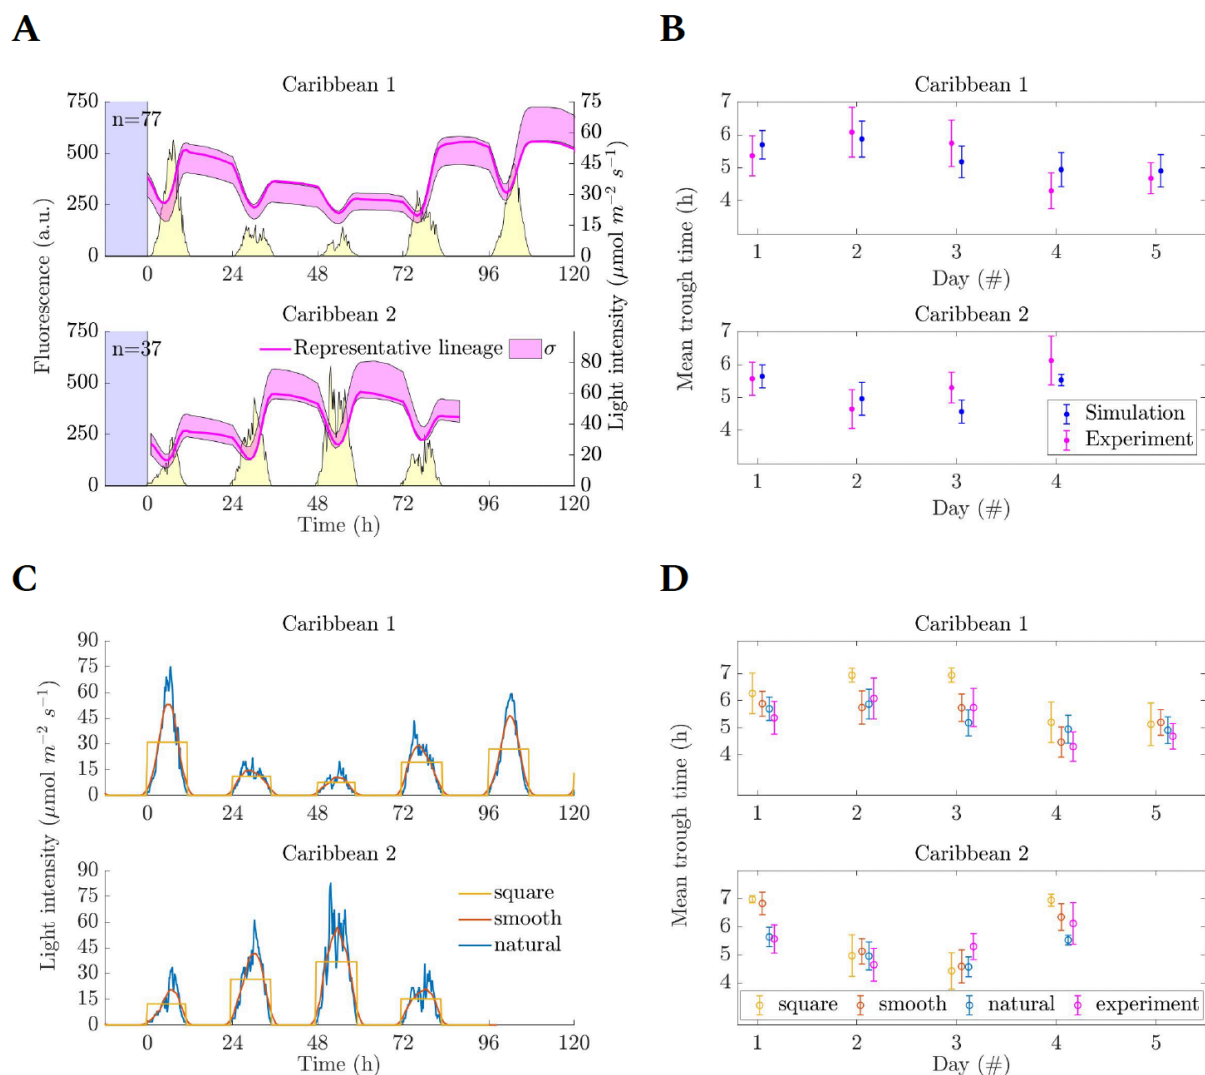 A
B
Caribbean 1
Caribbean 1
n=77
750
500
250
0
75
60
45
30
15
0
0 24 48 72 96 120
7
6
5
4
1 2 3 4 5
Day (#)
Caribbean 2
Caribbean 2
n=37
Representative lineage σ
750
500
250
0
80
60
40
20
0
0 24 48 72 96 120
Time (h)
Fluorescence (a.u.)
Light intensity (μmol m⁻² s⁻¹)
7
6
5
4
Simulation
Experiment
1 2 3 4
Day (#)
Mean trough time (h)
C
D
Caribbean 1
Caribbean 1
90
75
60
45
30
15
0
0 24 48 72 96 120
7
6
5
4
1 2 3 4 5
Caribbean 2
Caribbean 2
90
75
60
45
30
15
0
square
smooth
natural
0 24 48 72 96 120
Time (h)
Light intensity (μmol m⁻² s⁻¹)
7
6
5
4
square smooth natural experiment
1 2 3 4 5
Day (#)
Mean trough time (h)